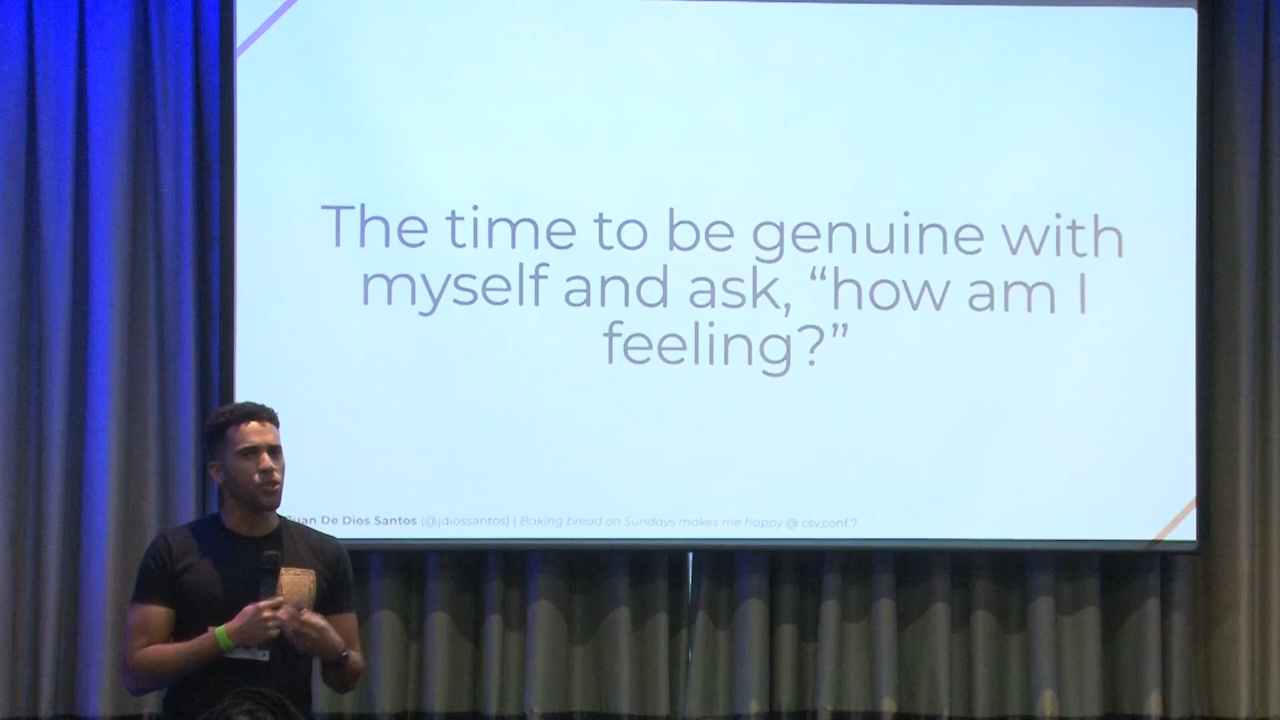 The time to be genuine with
myself and ask, “how am I
feeling?”
Juan De Dios Santos (@jdiossantos) | Baking bread on Sundays makes me happy @ csv,conf,7